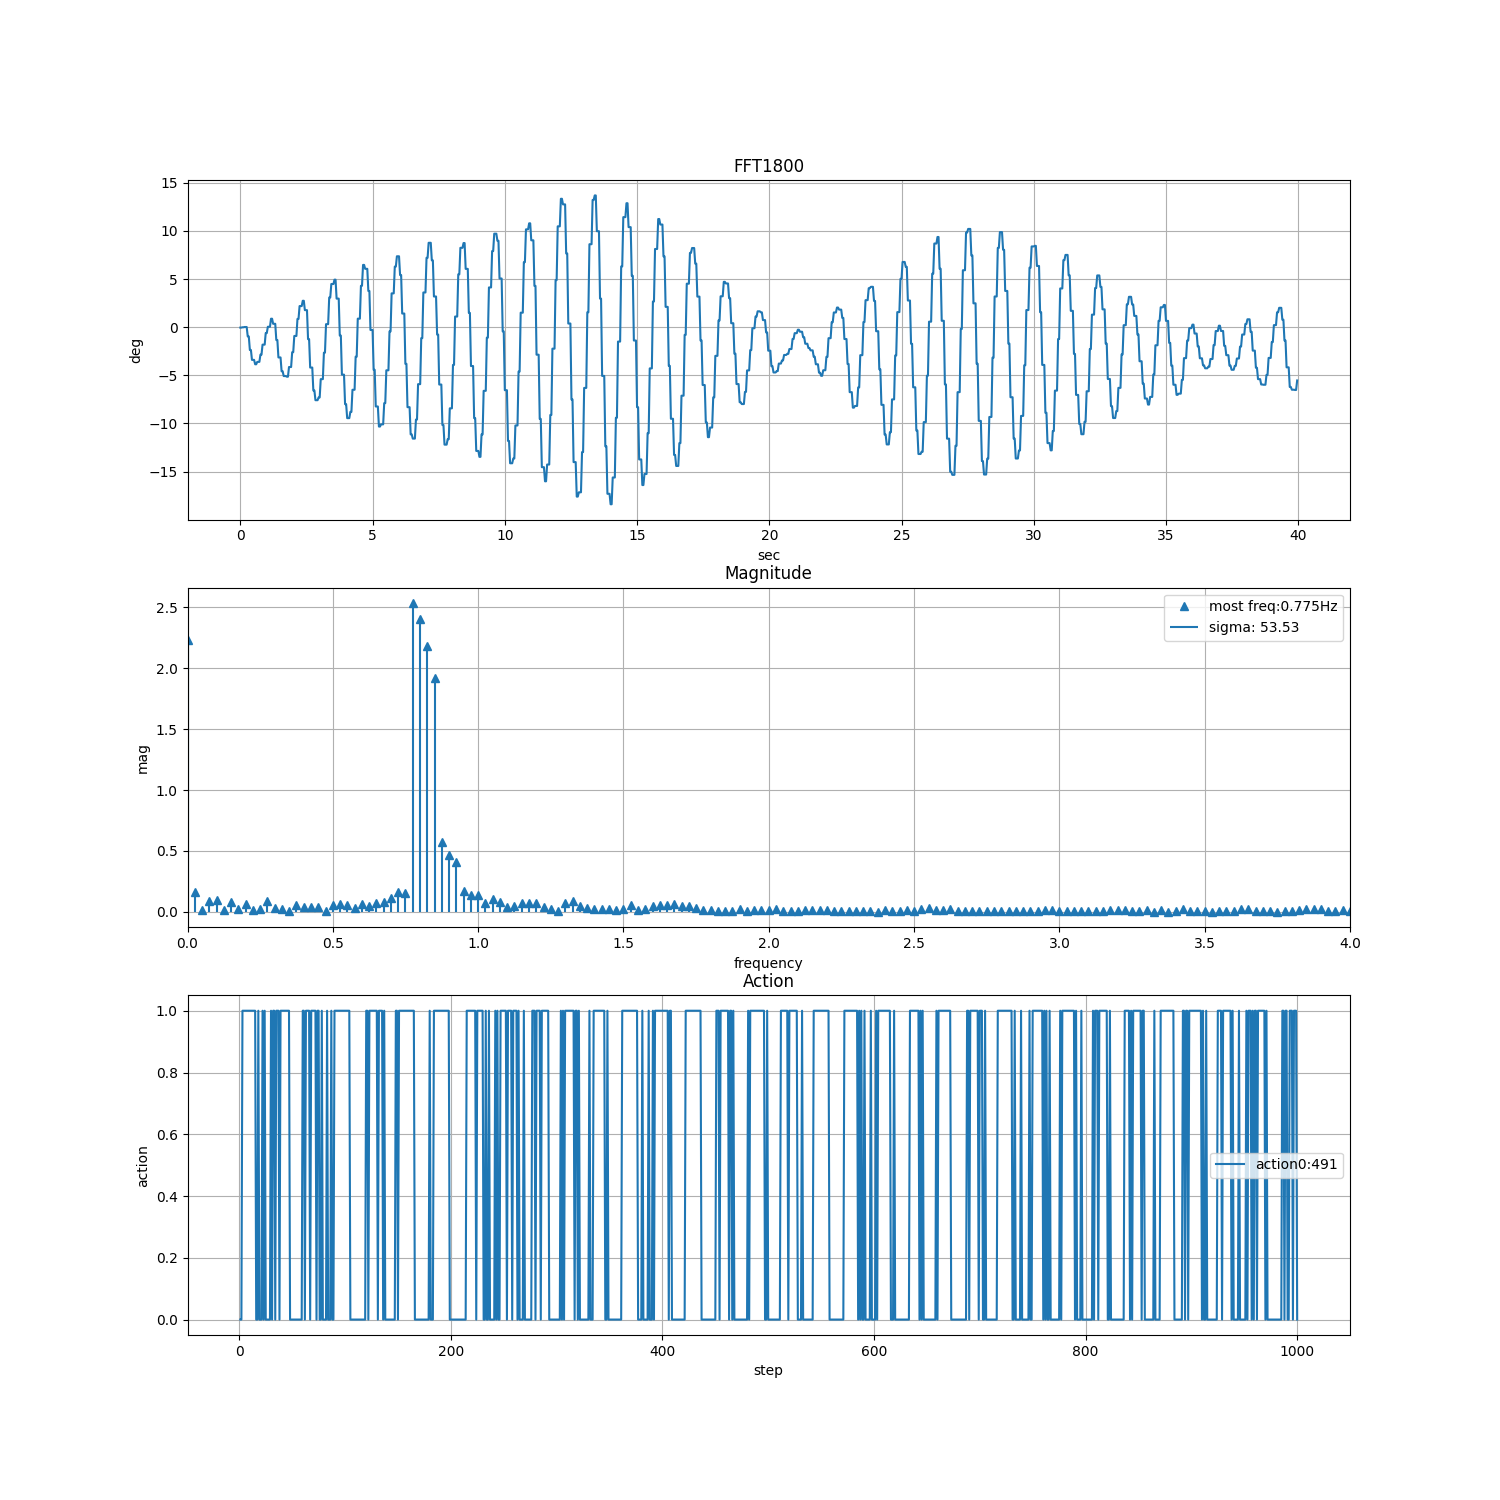 FFT1800
15
10
5
0
−5
−10
−15
deg
0 5 10 15 20 25 30 35 40
sec
Magnitude
2.5
2.0
1.5
1.0
0.5
0.0
mag
most freq:0.775Hz
sigma: 53.53
0.0 0.5 1.0 1.5 2.0 2.5 3.0 3.5 4.0
frequency
Action
1.0
0.8
0.6
0.4
0.2
0.0
action
action0:491
0 200 400 600 800 1000
step